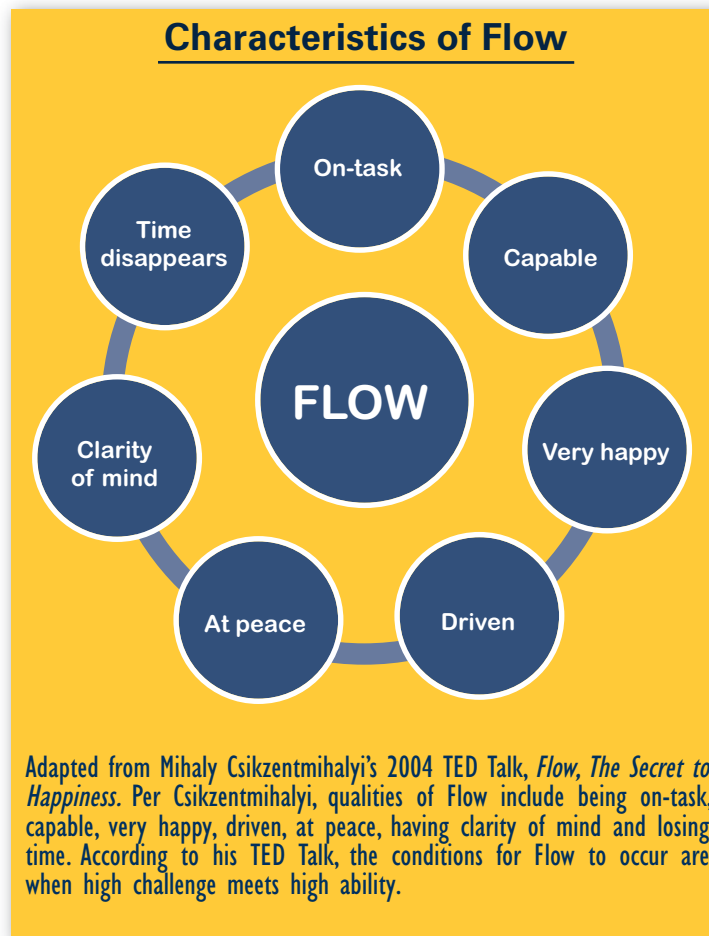 Characteristics of Flow
On-task
Capable
Very happy
Driven
At peace
Clarity
of mind
Time
disappears
FLOW
Adapted from Mihaly Csikzentmihalyi's 2004 TED Talk, Flow, The Secret to
Happiness. Per Csikzentmihalyi, qualities of Flow include being on-task,
capable, very happy, driven, at peace, having clarity of mind and losing
time. According to his TED Talk, the conditions for Flow to occur are
when high challenge meets high ability.